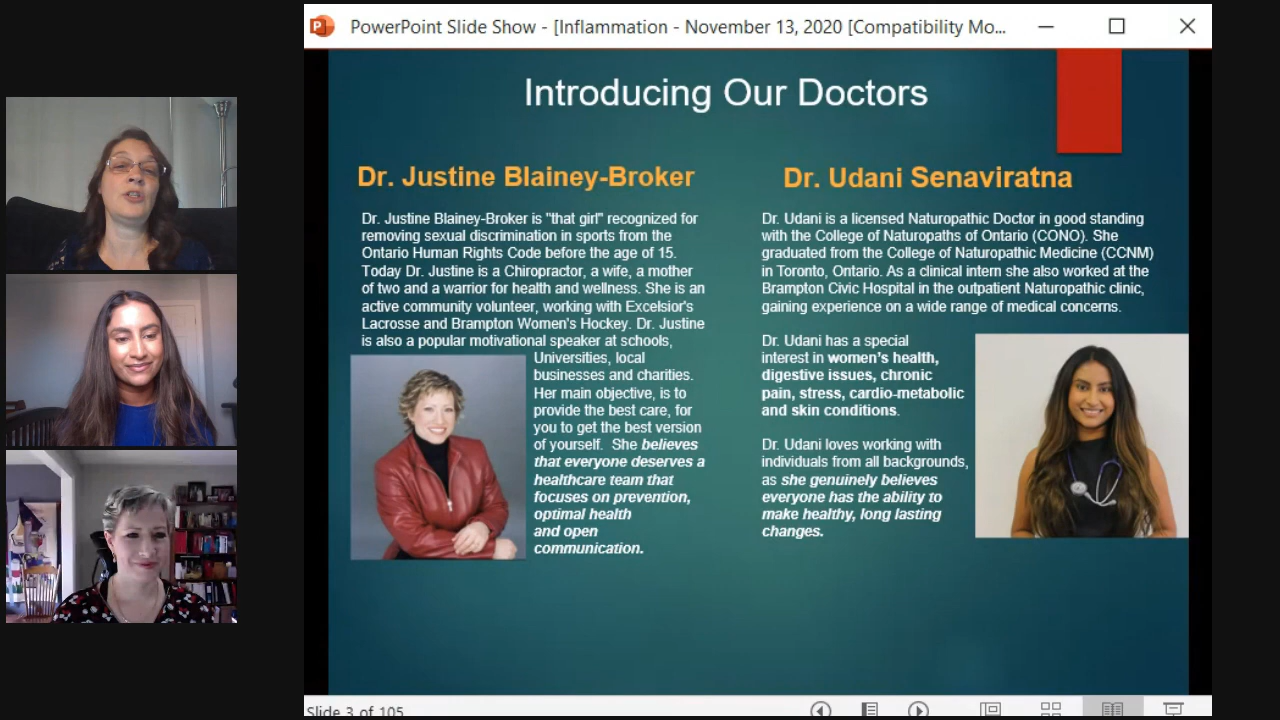 PowerPoint Slide Show - [Inflammation - November 13, 2020 [Compatibility Mo...
Introducing Our Doctors
Dr. Justine Blainey-Broker
Dr. Justine Blainey-Broker is "that girl" recognized for
removing sexual discrimination in sports from the
Ontario Human Rights Code before the age of 15.
Today Dr. Justine is a Chiropractor, a wife, a mother
of two and a warrior for health and wellness. She is an
active community volunteer, working with Excelsior's
Lacrosse and Brampton Women's Hockey. Dr. Justine
is also a popular motivational speaker at schools,
Universities, local
businesses and charities.
Her main objective, is to
provide the best care, for
you to get the best version
of yourself. She believes
that everyone deserves a
healthcare team that
focuses on prevention,
optimal health
and open
communication.
Dr. Udani Senaviratna
Dr. Udani is a licensed Naturopathic Doctor in good standing
with the College of Naturopaths of Ontario (CONO). She
graduated from the College of Naturopathic Medicine (CCNM)
in Toronto, Ontario. As a clinical intern she also worked at the
Brampton Civic Hospital in the outpatient Naturopathic clinic,
gaining experience on a wide range of medical concerns.
Dr. Udani has a special
interest in women's health,
digestive issues, chronic
pain, stress, cardio-metabolic
and skin conditions.
Dr. Udani loves working with
individuals from all backgrounds,
as she genuinely believes
everyone has the ability to
make healthy, long lasting
changes.
Slide 3 of 105